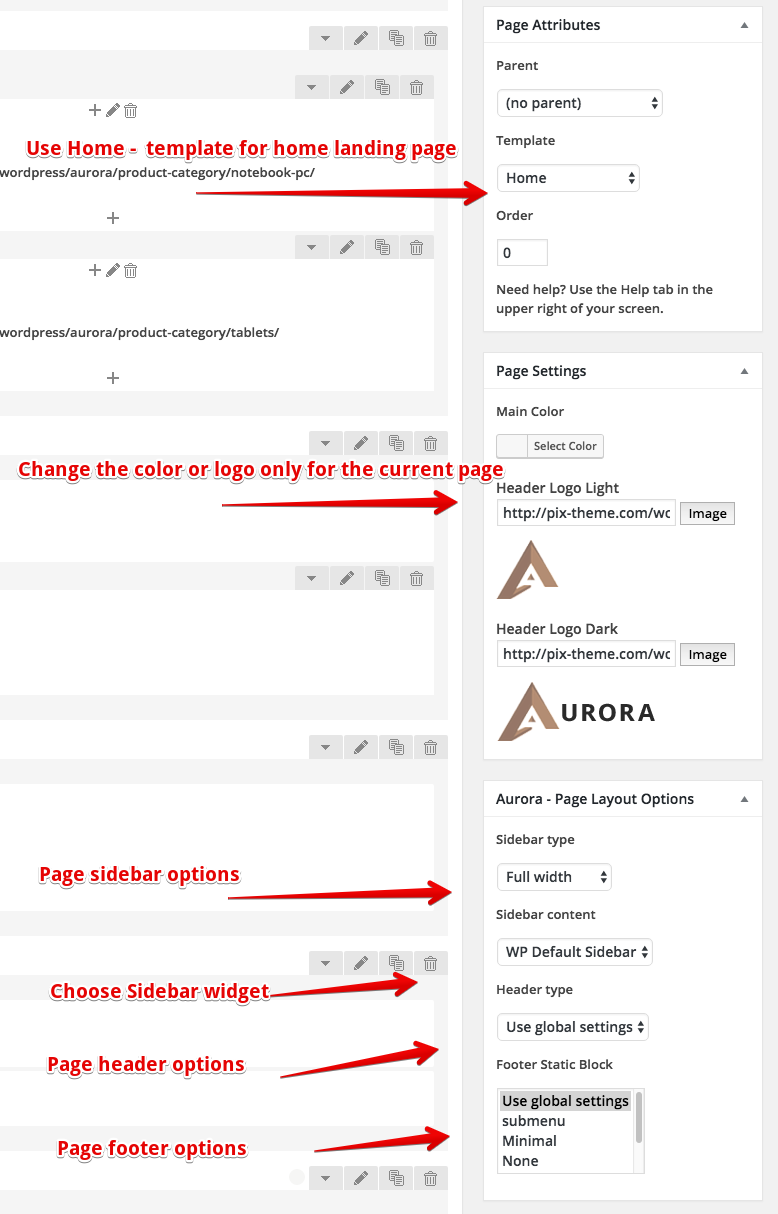 Page Attributes
Parent
(no parent)
Use Home - template for home landing page
Template
wordpress/aurora/product-category/notebook-pc/
Home
Order
0
Need help? Use the Help tab in the
upper right of your screen.
wordpress/aurora/product-category/tablets/
Page Settings
Main Color
Select Color
Change the color or logo only for the current page
Header Logo Light
http://pix-theme.com/wo
Image
Header Logo Dark
http://pix-theme.com/wo
Image
URORA
Aurora - Page Layout Options
Sidebar type
Page sidebar options
Full width
Sidebar content
WP Default Sidebar
Choose Sidebar widget
Header type
Use global settings
Page header options
Footer Static Block
Use global settings
submenu
Minimal
None
Page footer options